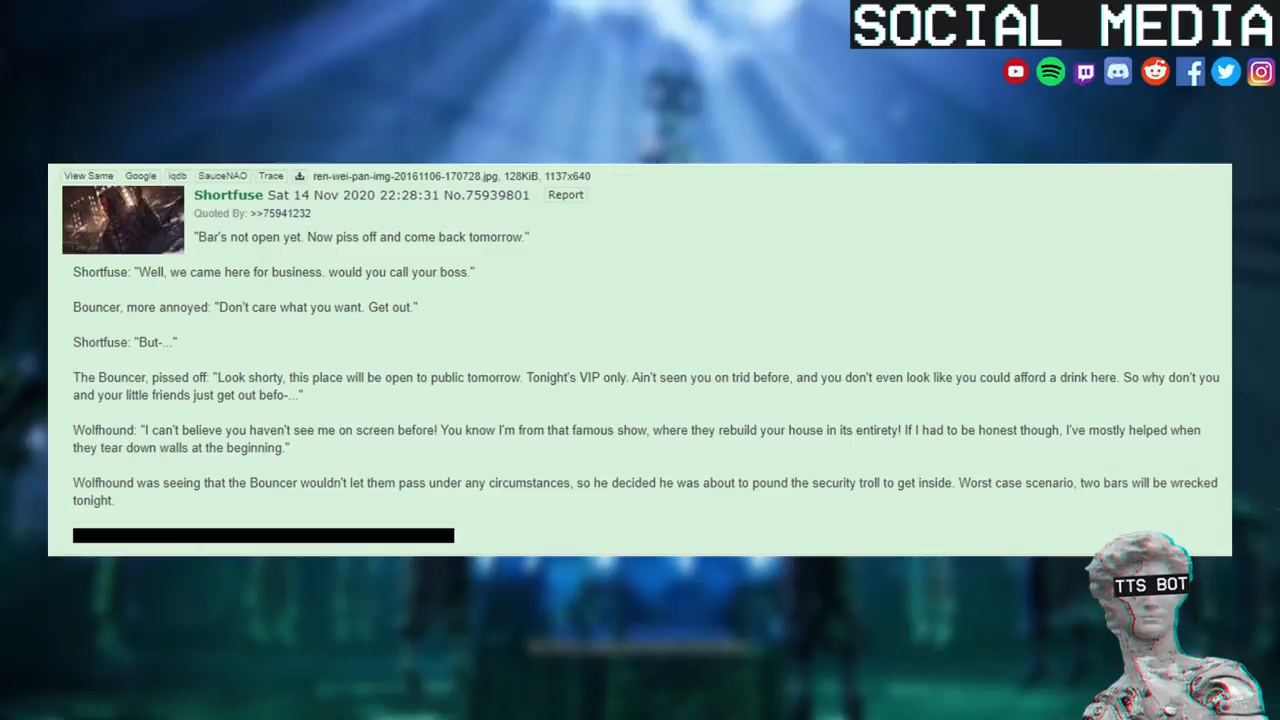 SOCIAL MEDIA
View Same Google iqdb SauceNAO Trace ren-wei-pan-img-20161106-170728.jpg, 128KiB, 1137x640
Shortfuse Sat 14 Nov 2020 22:28:31 No.75939801 Report
Quoted By: >>75941232
"Bar's not open yet. Now piss off and come back tomorrow."
Shortfuse: "Well, we came here for business. would you call your boss."
Bouncer, more annoyed: "Don't care what you want. Get out."
Shortfuse: "But-..."
The Bouncer, pissed off: "Look shorty, this place will be open to public tomorrow. Tonight's VIP only. Ain't seen you on trid before, and you don't even look like you could afford a drink here. So why don't you
and your little friends just get out befo-..."
Wolfhound: "I can't believe you haven't see me on screen before! You know I'm from that famous show, where they rebuild your house in its entirety! If I had to be honest though, I've mostly helped when
they tear down walls at the beginning."
Wolfhound was seeing that the Bouncer wouldn't let them pass under any circumstances, so he decided he was about to pound the security troll to get inside. Worst case scenario, two bars will be wrecked
tonight.
TTS BOT